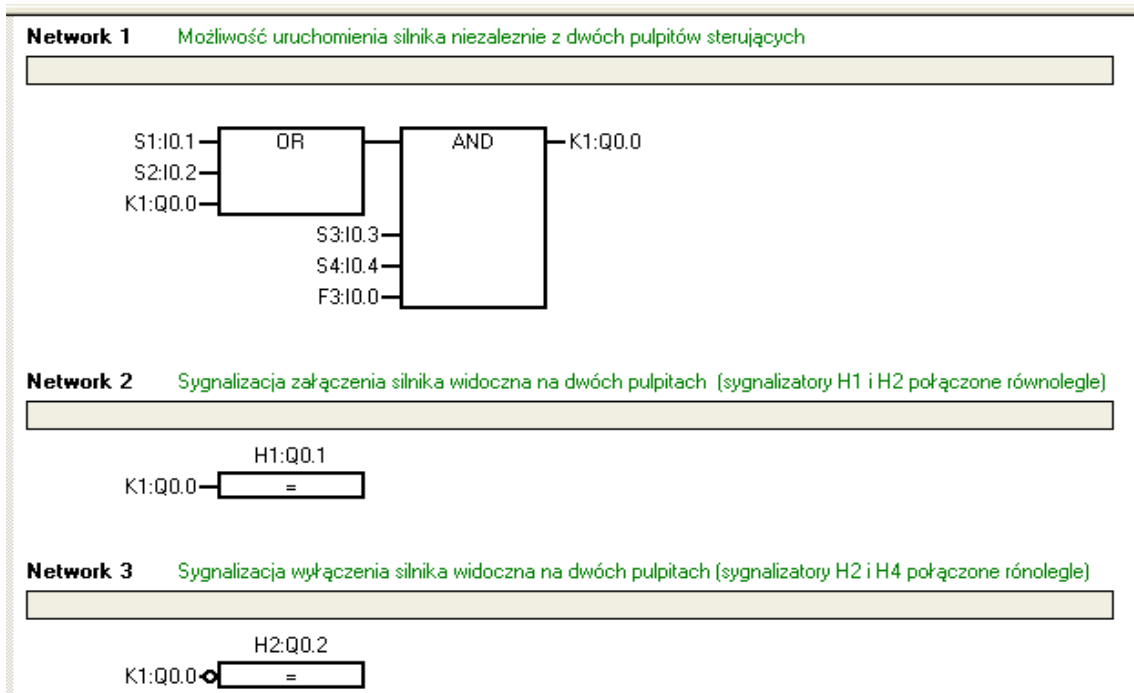 Network 1 Możliwość uruchomienia silnika niezaleznie z dwóch pulpitów sterujących
S1:I0.1 OR AND K1:Q0.0
S2:I0.2
K1:Q0.0
S3:I0.3
S4:I0.4
F3:I0.0
Network 2 Sygnalizacja załączenia silnika widoczna na dwóch pulpitach (sygnalizatory H1 i H2 połączone równolegle)
H1:Q0.1
K1:Q0.0 =
Network 3 Sygnalizacja wyłączenia silnika widoczna na dwóch pulpitach (sygnalizatory H2 i H4 połączone rónolegle)
H2:Q0.2
K1:Q0.0 =